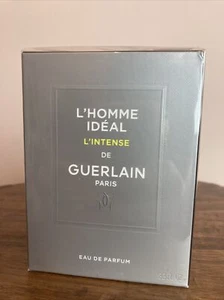 L'HOMME
IDÉAL
L'INTENSE
DE
GUERLAIN
PARIS
EAU DE PARFUM